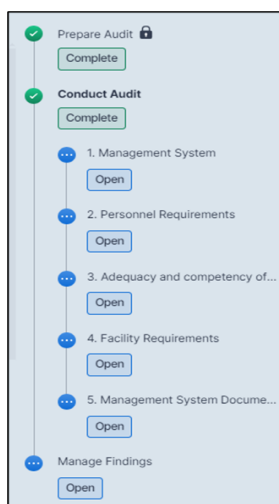 Prepare Audit
Complete
Conduct Audit
Complete
1. Management System
Open
2. Personnel Requirements
Open
3. Adequacy and competency of...
Open
4. Facility Requirements
Open
5. Management System Docume...
Open
Manage Findings
Open